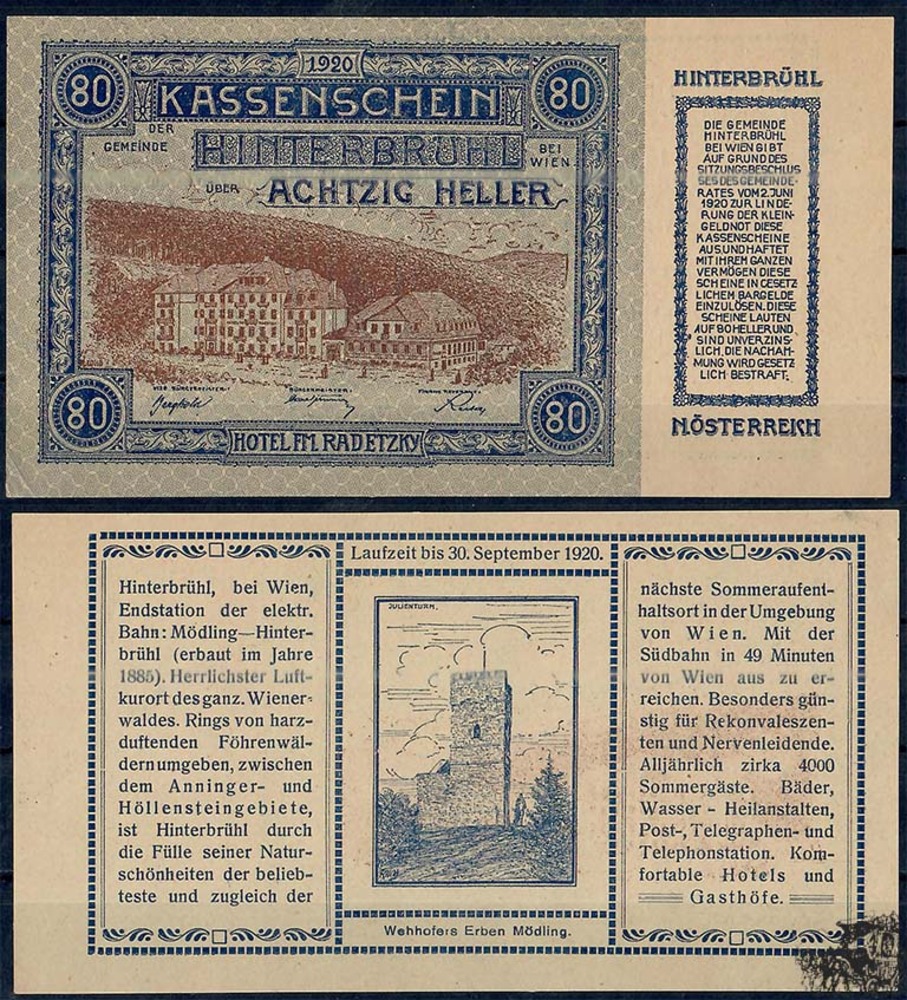 1920
80
80
KASSENSCHEIN
DER
GEMEINDE
HINTERBRÜHL
BEI
WIEN
ÜBER
ACHTZIG HELLER
VIZE BÜRGERMEISTER:
BÜRGERMEISTER:
80
80
HOTEL FM. RADETZKY
HINTERBRÜHL
DIE GEMEINDE
HINTERBRÜHL
BEI WIEN GIBT
AUF GRUND DES
SITZUNGSBESCHLUS
SES DES GEMEINDE-
RATES VOM 2. JUNI
1920 ZUR LINDE-
RUNG DER KLEIN-
GELDNOT DIESE
KASSENSCHEINE
AUS UND HAFTET
MIT IHREM GANZEN
VERMÖGEN DIESE
SCHEINE IN GESETZ
LICHEM BARGELDE
EINZULÖSEN. DIESE
SCHEINE LAUTEN
AUF 80 HELLER UND
SIND UNVERZINS-
LICH, DIE NACHAH-
MUNG WIRD GESETZ
LICH BESTRAFT.
N.ÖSTERREICH
Laufzeit bis 30. September 1920.
Hinterbrühl, bei Wien,
Endstation der elektr.
Bahn: Mödling—Hinter-
brühl (erbaut im Jahre
1885). Herrlichster Luft-
kurort des ganz. Wiener-
waldes. Rings von harz-
duftenden Föhrenwäl-
dern umgeben, zwischen
dem Anninger- und
Höllensteingebiete,
ist Hinterbrühl durch
die Fülle seiner Natur-
schönheiten der belieb-
teste und zugleich der
JULIENTURM.
Wehhofers Erben Mödling.
nächste Sommeraufent-
haltsort in der Umgebung
von Wien. Mit der
Südbahn in 49 Minuten
von Wien aus zu er-
reichen. Besonders gün-
stig für Rekonvaleszen-
ten und Nervenleidende.
Alljährlich zirka 4000
Sommergäste. Bäder,
Wasser - Heilanstalten,
Post-, Telegraphen- und
Telephonstation. Kom-
fortable Hotels und
Gasthöfe.